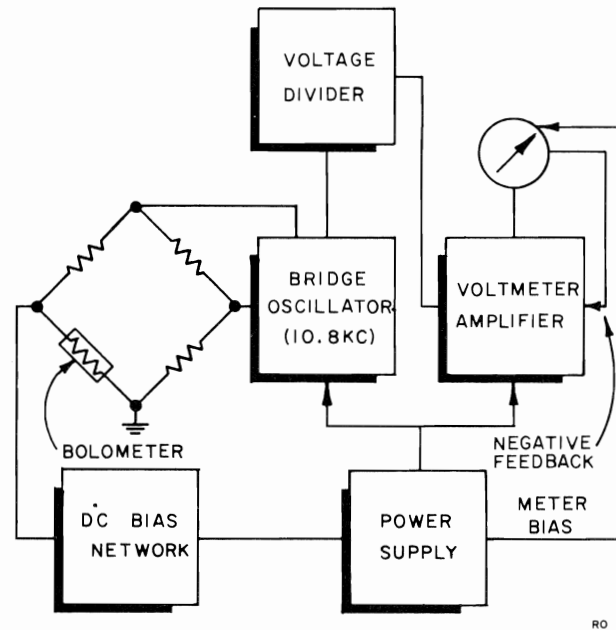 VOLTAGE
DIVIDER
BRIDGE
OSCILLATOR
(10.8KC)
VOLTMETER
AMPLIFIER
BOLOMETER
NEGATIVE
FEEDBACK
DC BIAS
NETWORK
POWER
SUPPLY
METER
BIAS
RO